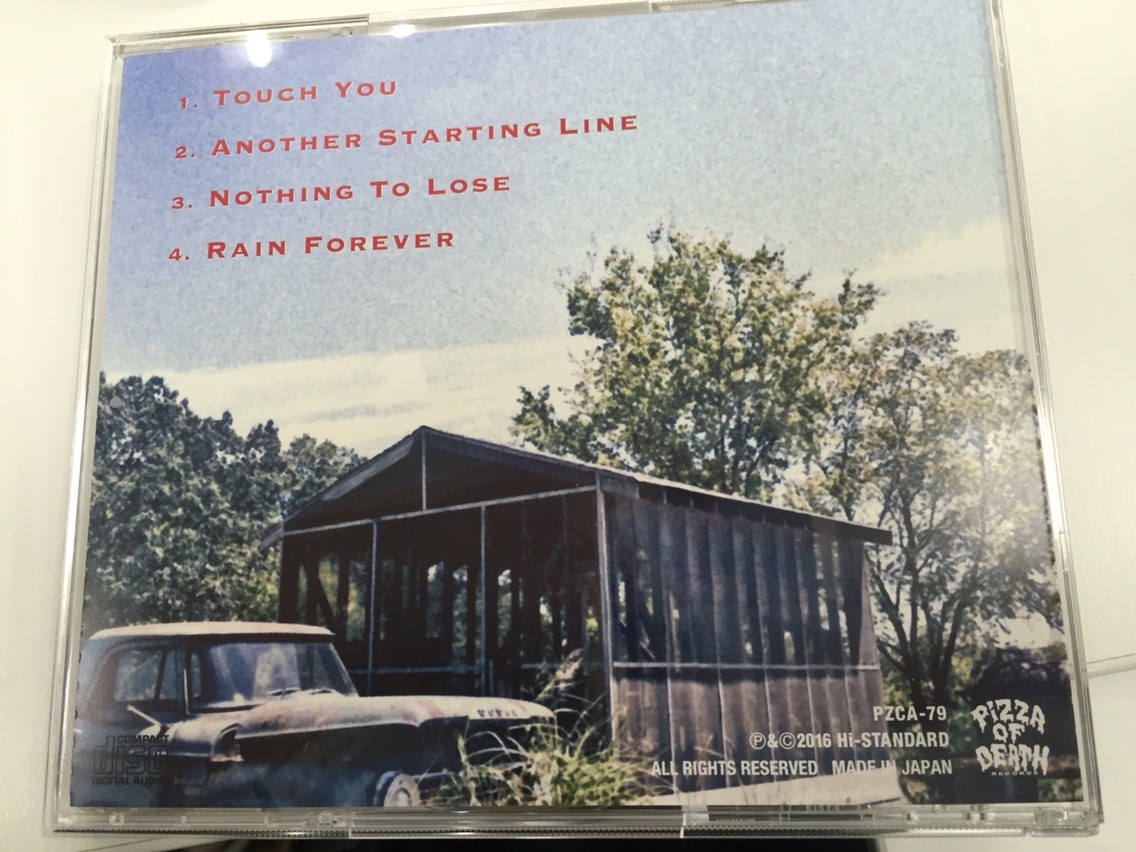 1. Touch You
2. Another Starting Line
3. Nothing To Lose
4. Rain Forever
PZCA-79
℗&©2016 Hi-STANDARD
ALL RIGHTS RESERVED MADE IN JAPAN
PIZZA
OF
DEATH
RECORDS
COMPACT
disc
DIGITAL AUDIO